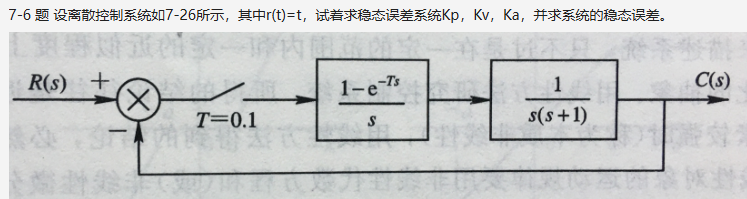 7-6 题 设离散控制系统如7-26所示，其中r(t)=t，试着求稳态误差系统Kp，Kv，Ka，并求系统的稳态误差。
R(s) + − T=0.1 1−e^{-Ts}/s 1/s(s+1) C(s)